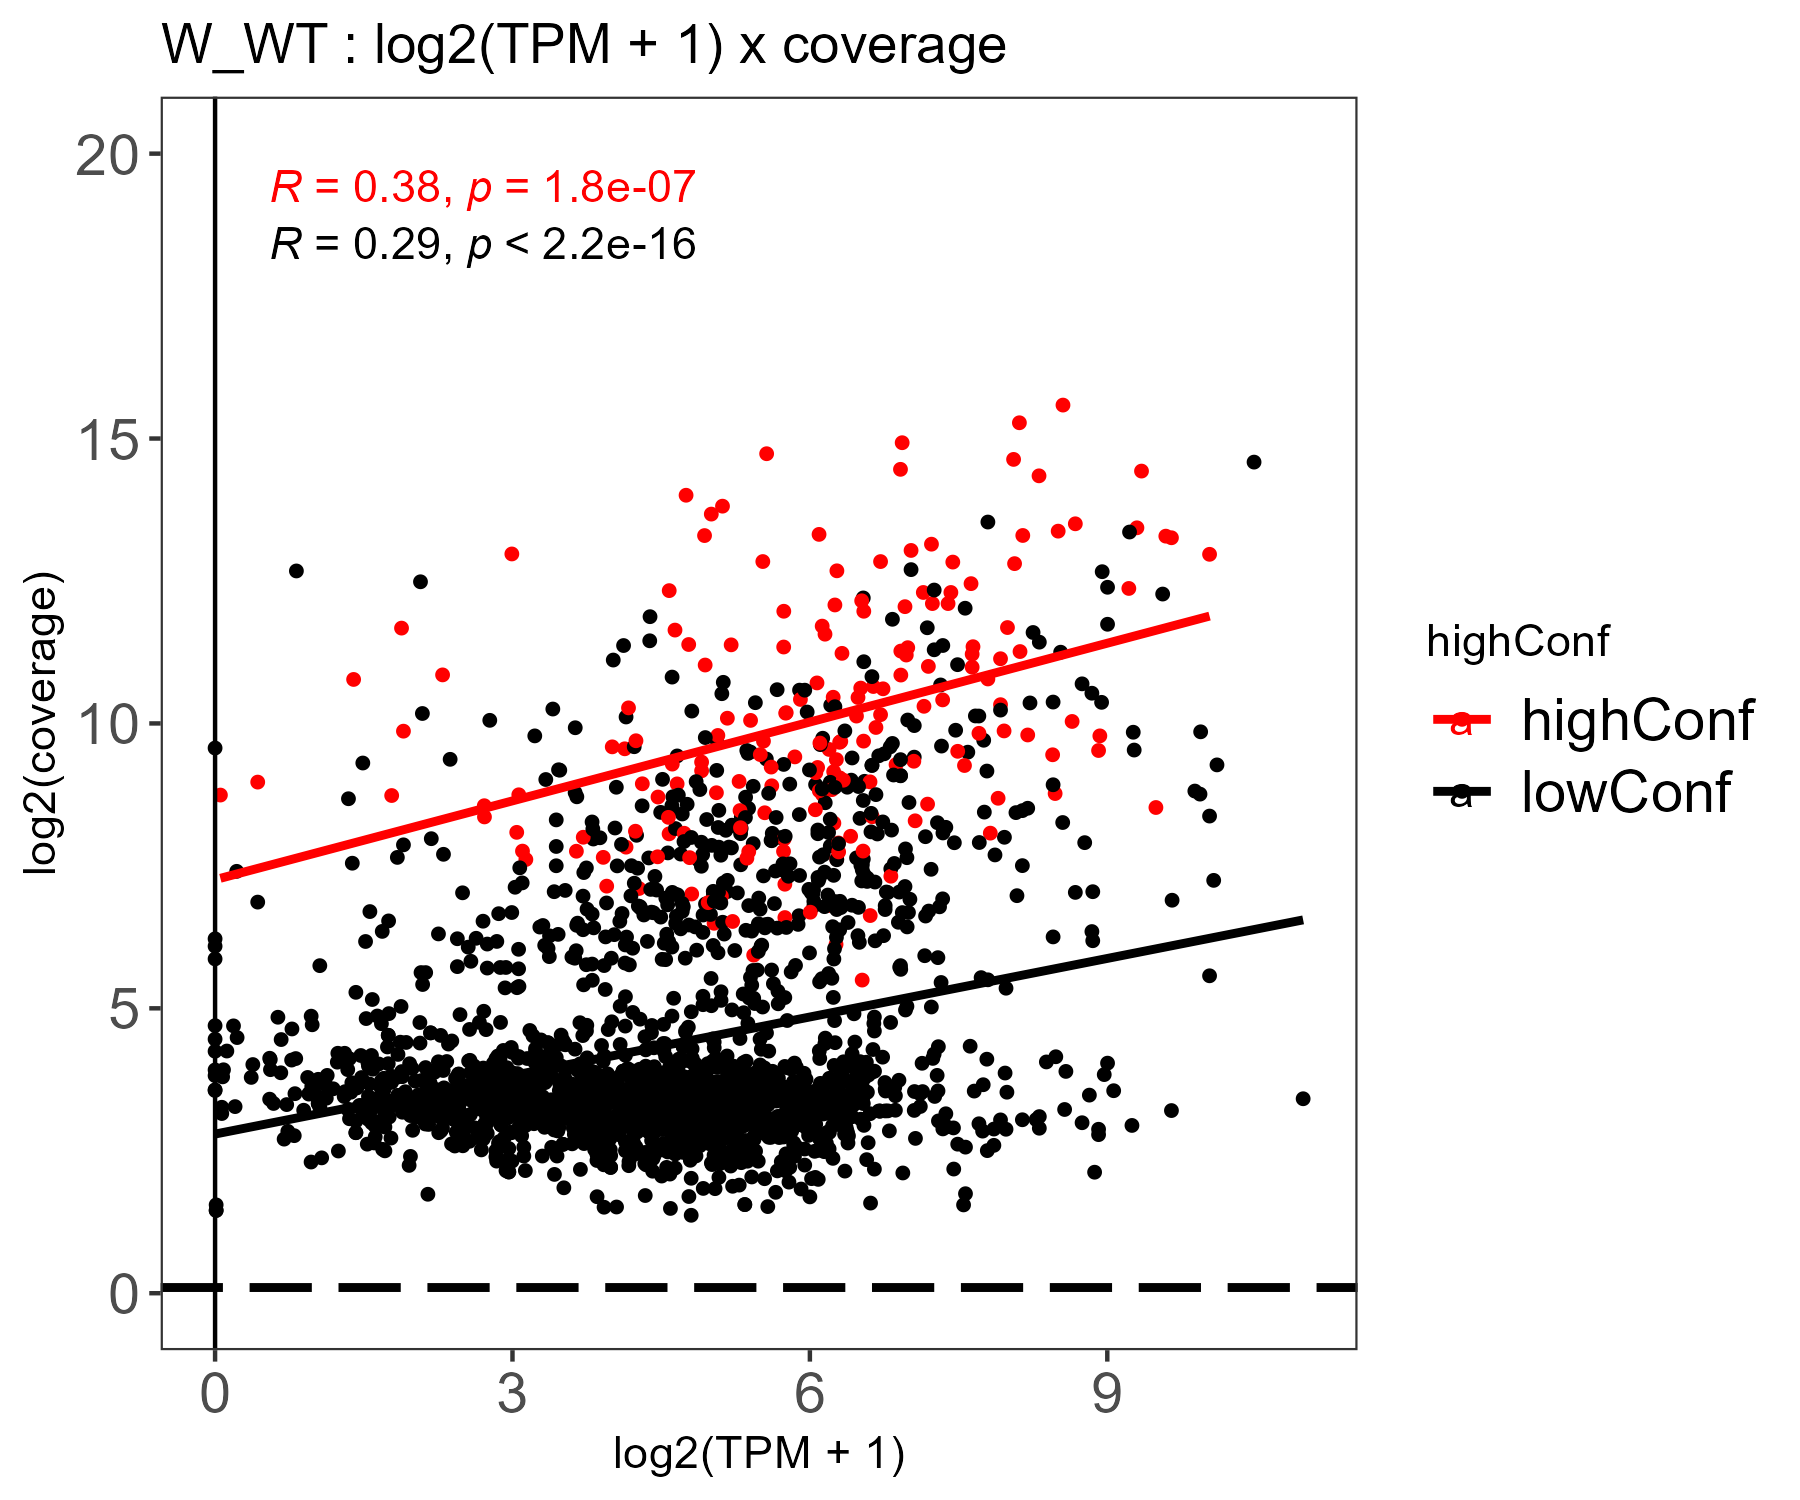 W_WT : log2(TPM + 1) x coverage
20
15
10
5
0
log2(coverage)
R = 0.38, p = 1.8e-07
R = 0.29, p < 2.2e-16
0 3 6 9
log2(TPM + 1)
highConf
a highConf
a lowConf